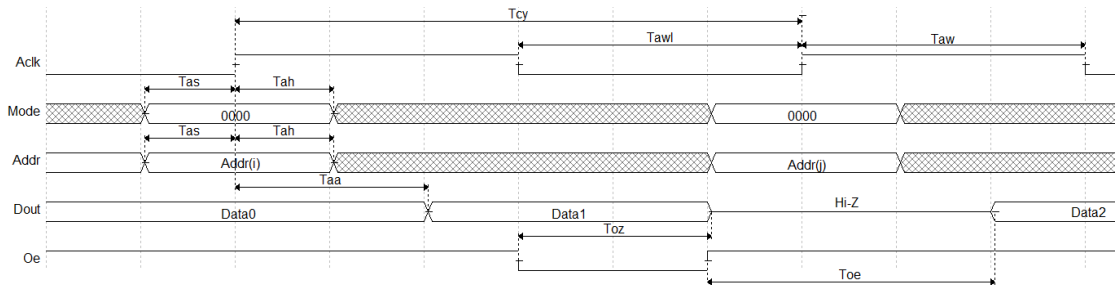 Tcy
Tawl Taw
Aclk
Tas Tah
Mode 0000 0000
Tas Tah
Addr Addr(i) Addr(j)
Taa
Dout Data0 Data1 Hi-Z Data2
Toz
Oe
Toe